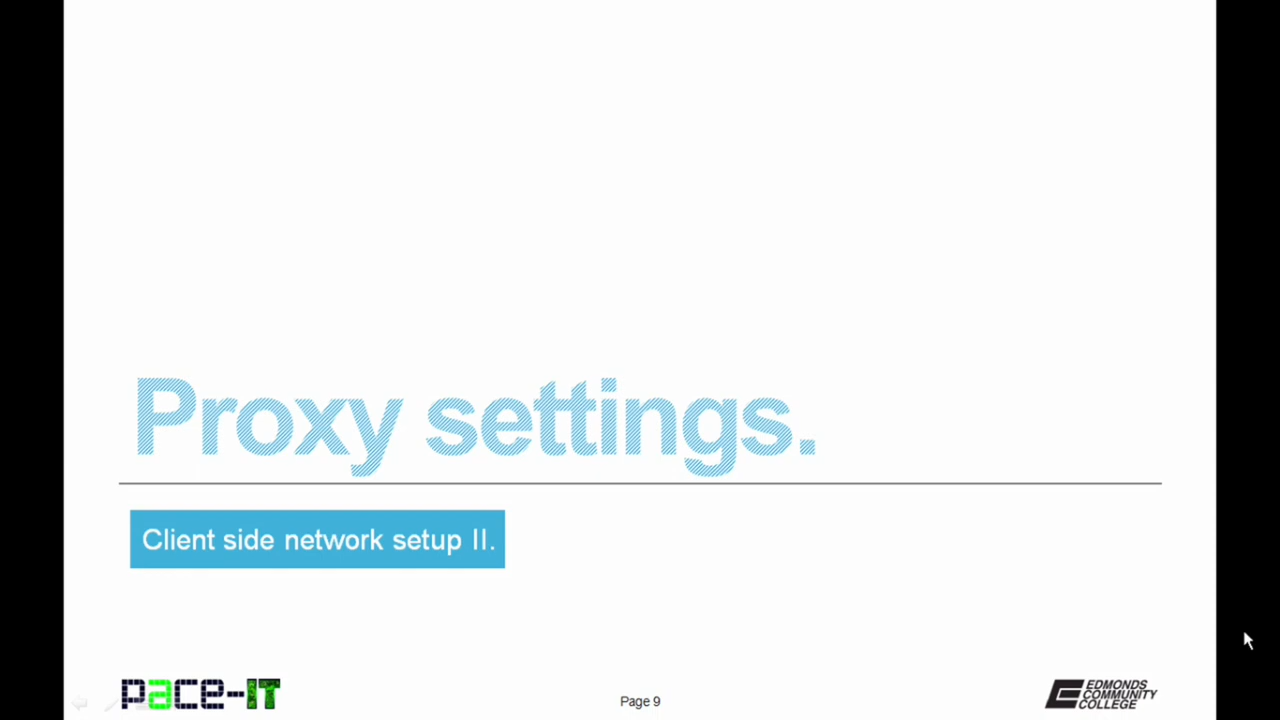 Proxy settings.
Client side network setup II.
pace-IT
Page 9
EDMONDS
COMMUNITY
COLLEGE